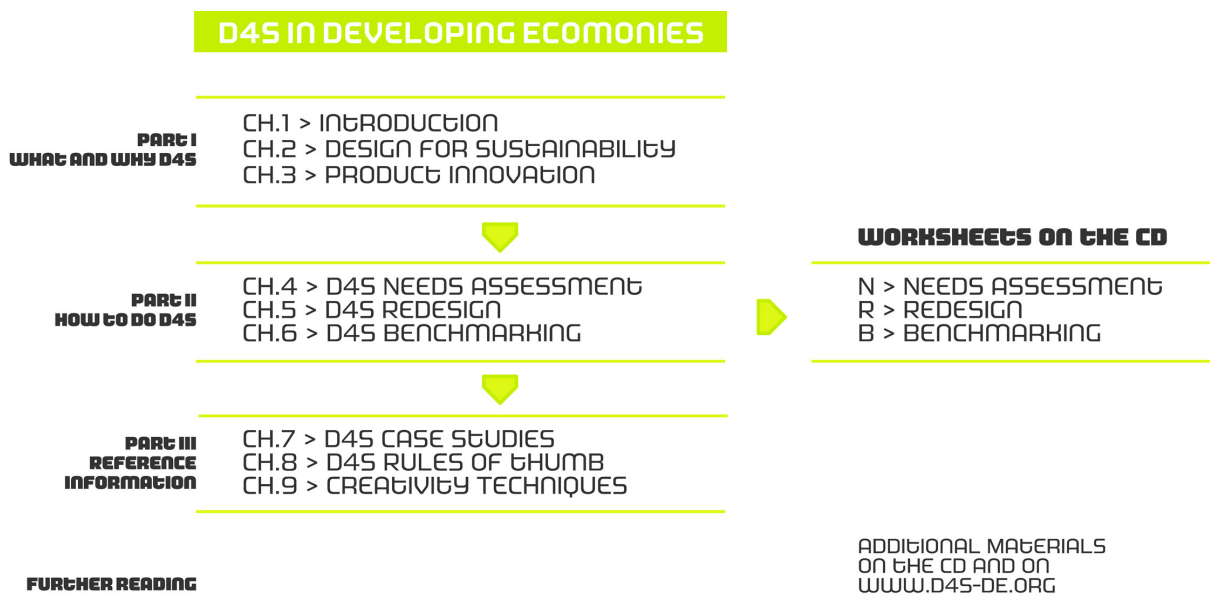 D4S IN DEVELOPING ECOMONIES
PART I
WHAT AND WHY D4S
CH.1 > INTRODUCTION
CH.2 > DESIGN FOR SUSTAINABILITY
CH.3 > PRODUCT INNOVATION
PART II
HOW TO DO D4S
CH.4 > D4S NEEDS ASSESSMENT
CH.5 > D4S REDESIGN
CH.6 > D4S BENCHMARKING
WORKSHEETS ON THE CD
N > NEEDS ASSESSMENT
R > REDESIGN
B > BENCHMARKING
PART III
REFERENCE
INFORMATION
CH.7 > D4S CASE STUDIES
CH.8 > D4S RULES OF THUMB
CH.9 > CREATIVITY TECHNIQUES
FURTHER READING
ADDITIONAL MATERIALS
ON THE CD AND ON
WWW.D4S-DE.ORG